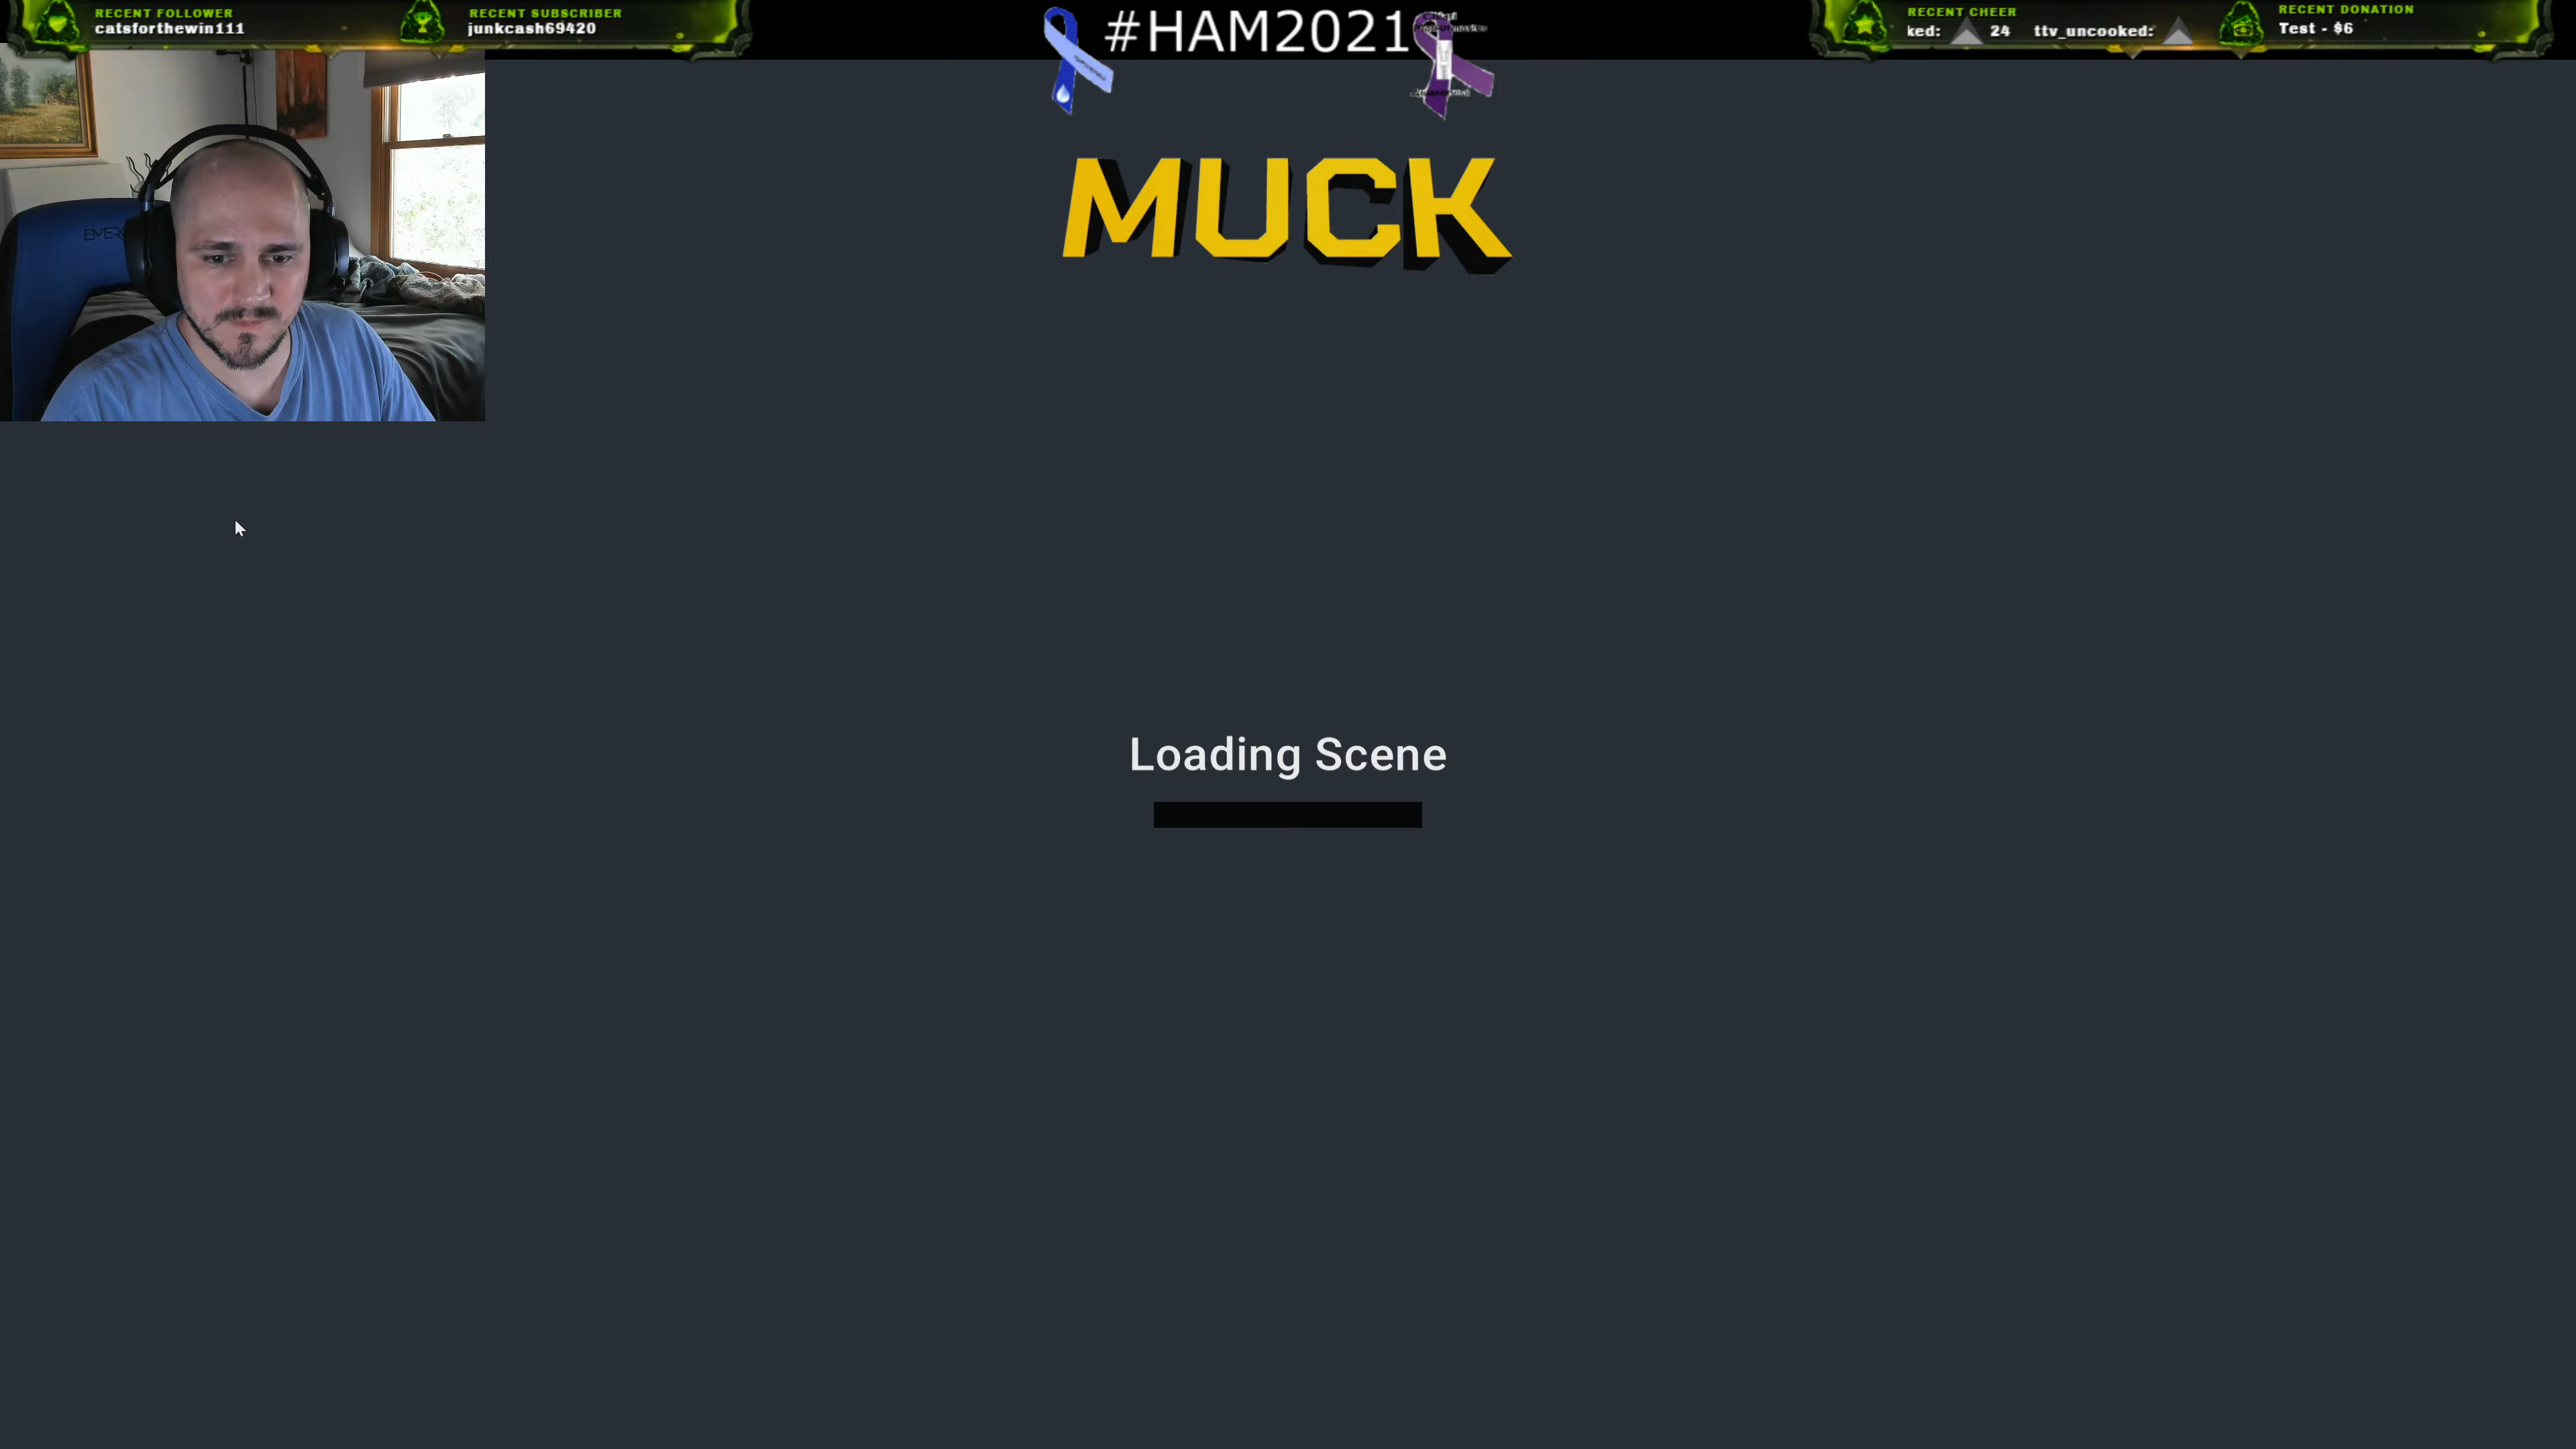 RECENT FOLLOWER
catsforthewin111
RECENT SUBSCRIBER
junkcash69420
#HAM2021
RECENT CHEER
ked: 24 ttv_uncooked:
RECENT DONATION
Test - $6
MUCK
Loading Scene